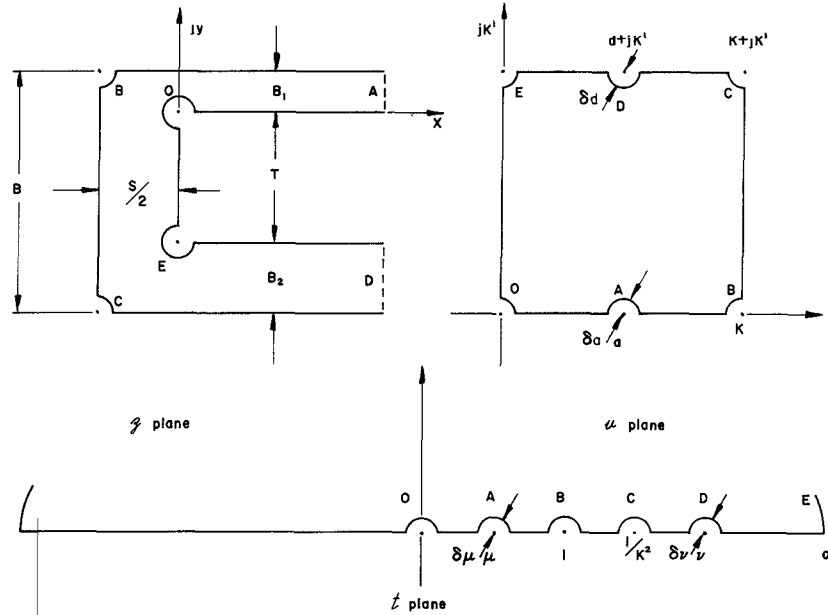 jy
B
O
B₁
A
X
B
S/2
T
E
B₂
D
C
z plane
jK'
a+jK'
K+jK'
E
δd
D
C
O
A
B
K
δa
a
u plane
O
A
B
C
D
E
δμ
μ
1
1/K²
δν
ν
t plane